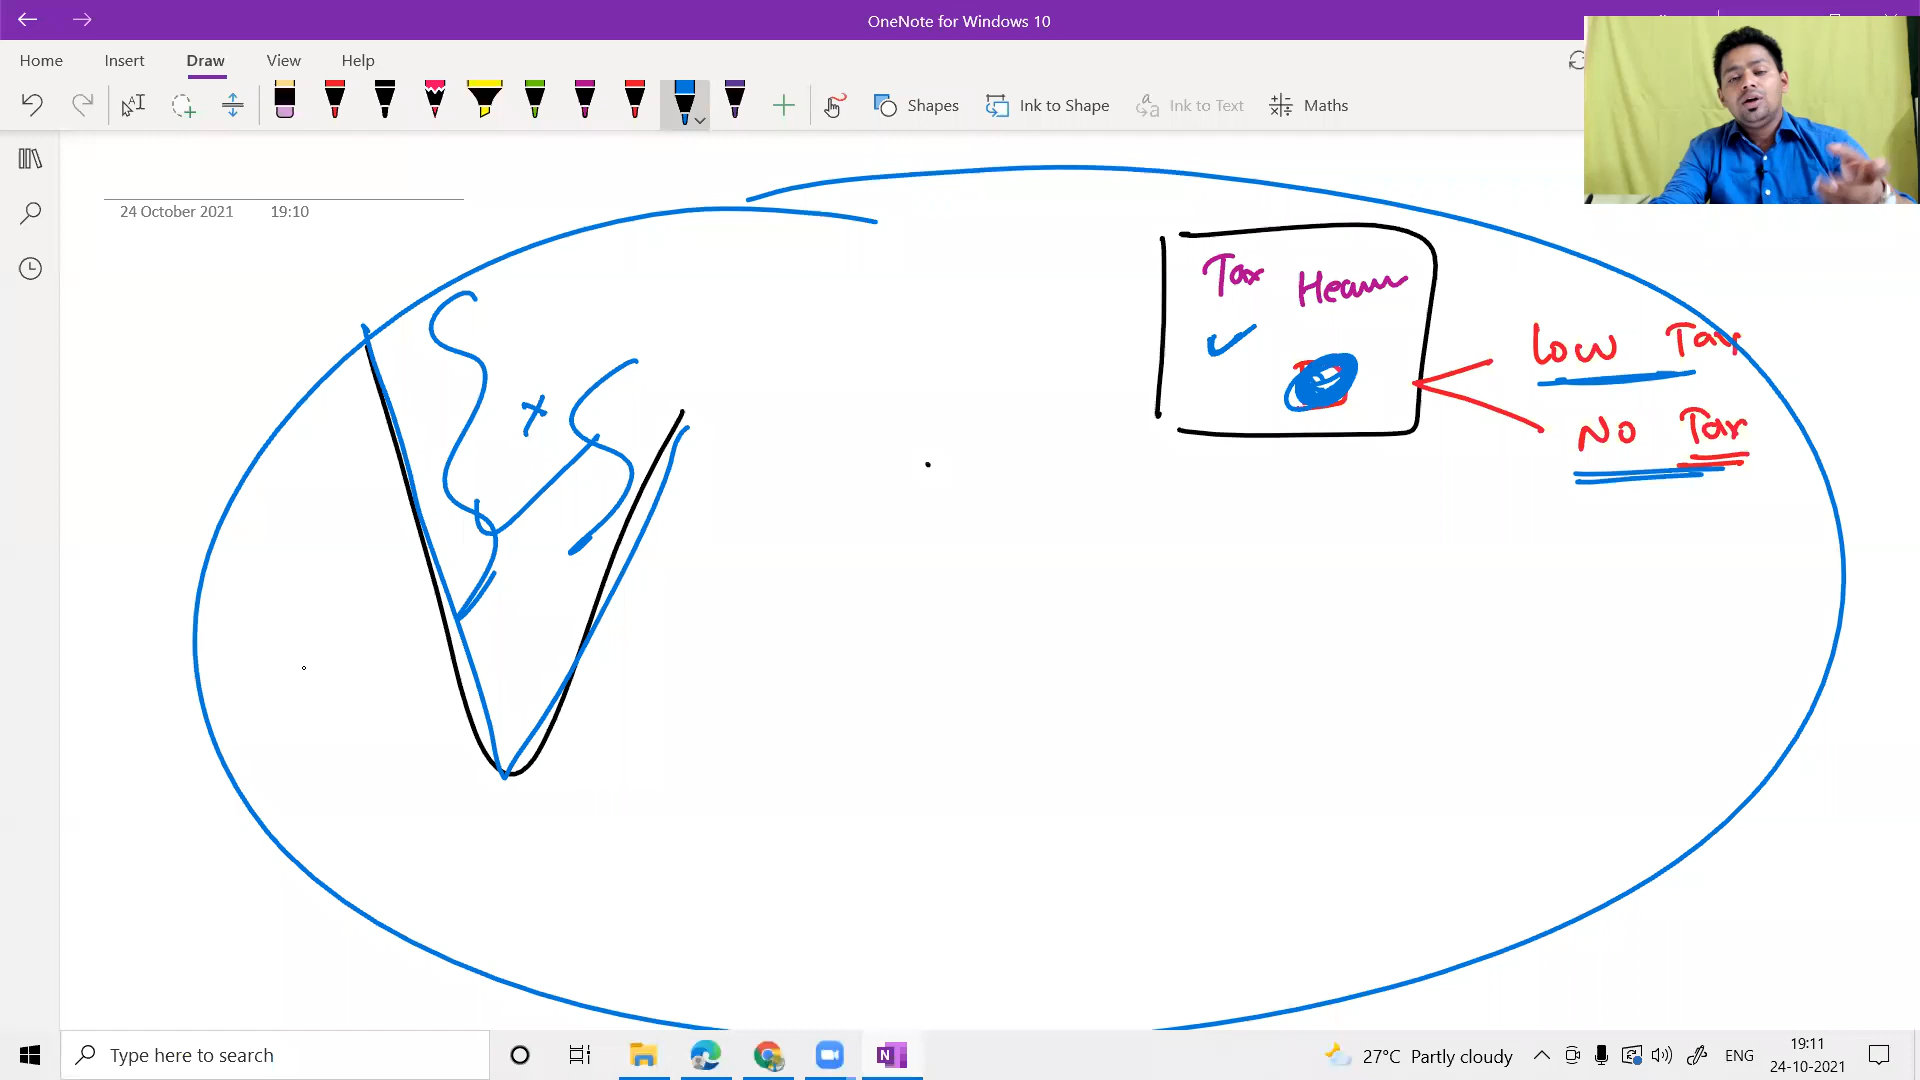 OneNote for Windows 10
Home Insert Draw View Help
Shapes Ink to Shape Ink to Text Maths
24 October 2021 19:10
Tax
Low Tax
No Tax
Type here to search
27°C Partly cloudy
ENG
19:11
24-10-2021